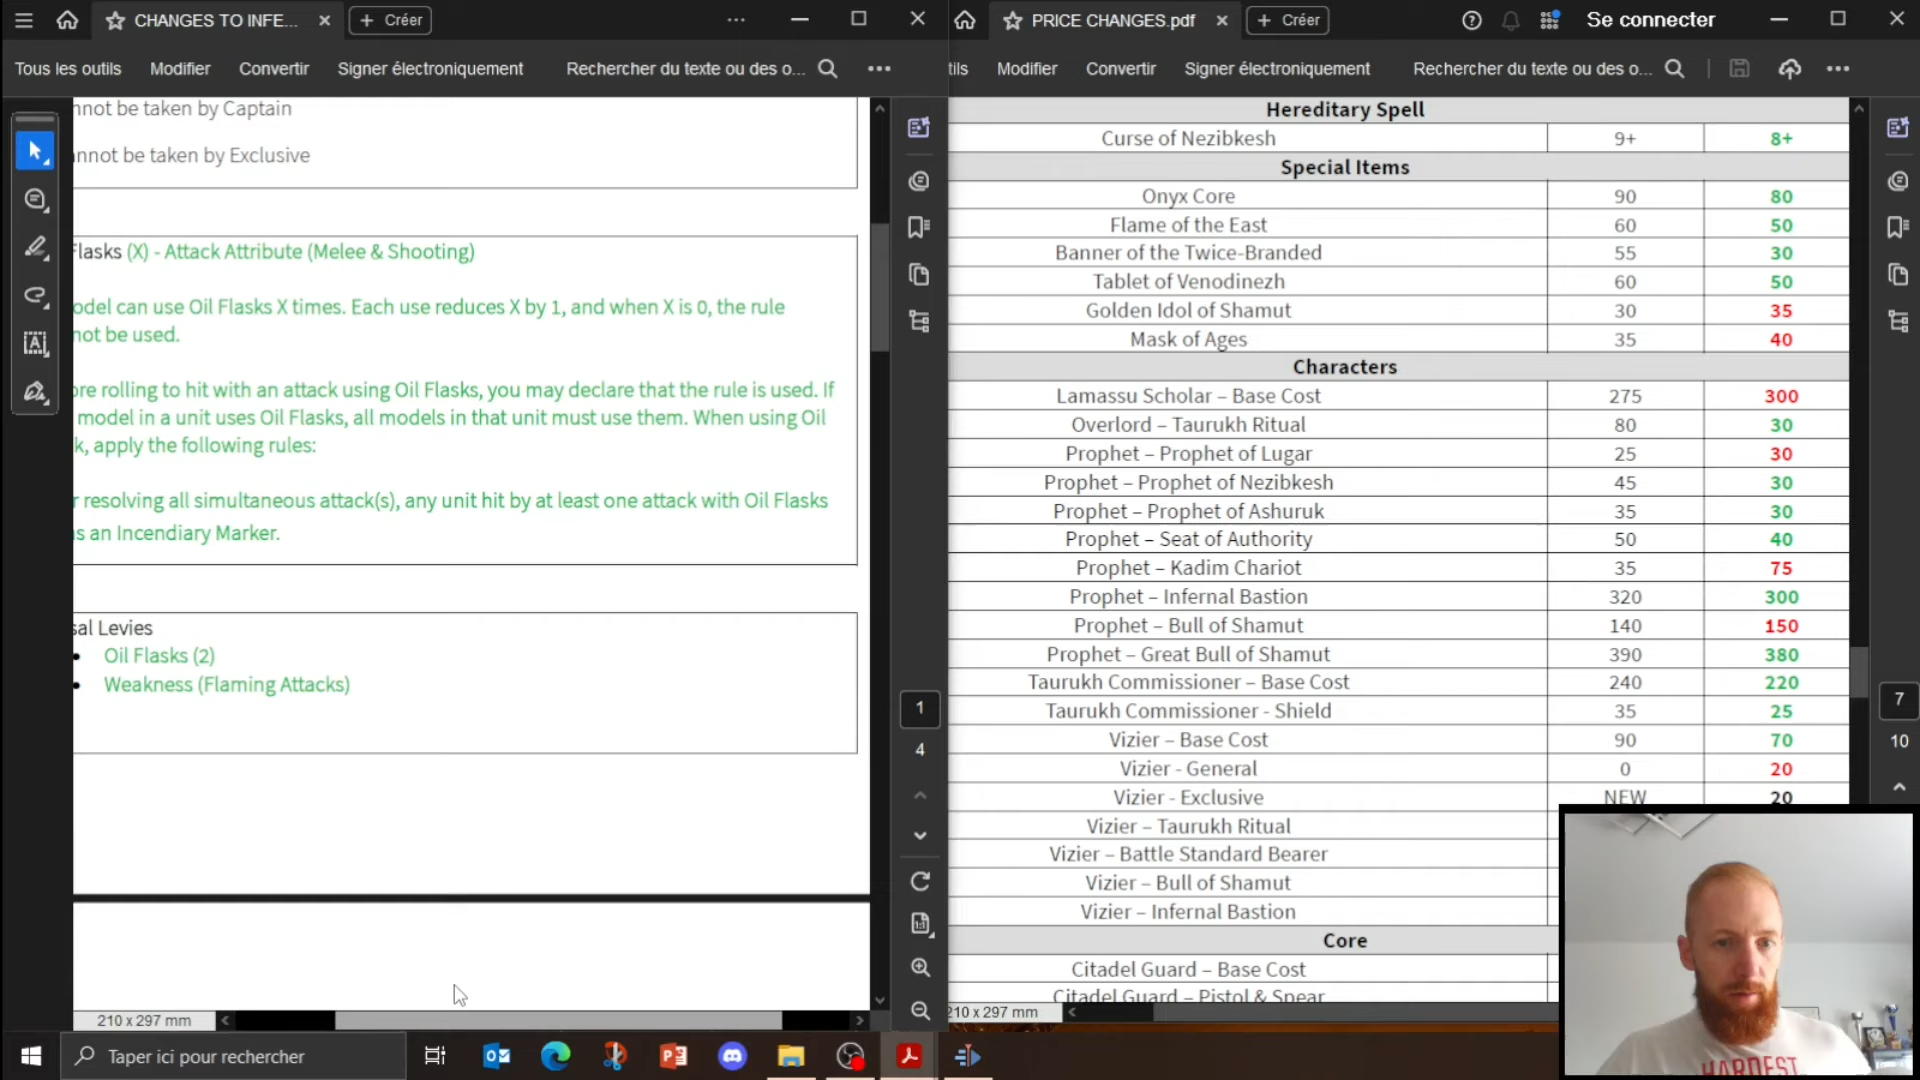 CHANGES TO INFE...
Créer
Tous les outils
Modifier
Convertir
Signer électroniquement
Rechercher du texte ou des o...
nnot be taken by Captain
nnot be taken by Exclusive
Flasks (X) - Attack Attribute (Melee & Shooting)
odel can use Oil Flasks X times. Each use reduces X by 1, and when X is 0, the rule
not be used.
ore rolling to hit with an attack using Oil Flasks, you may declare that the rule is used. If
model in a unit uses Oil Flasks, all models in that unit must use them. When using Oil
k, apply the following rules:
r resolving all simultaneous attack(s), any unit hit by at least one attack with Oil Flasks
s an Incendiary Marker.
sal Levies
• Oil Flasks (2)
• Weakness (Flaming Attacks)
1
4
210 x 297 mm
PRICE CHANGES.pdf
Créer
Se connecter
tils
Modifier
Convertir
Signer électroniquement
Rechercher du texte ou des o...
Hereditary Spell
Curse of Nezibkesh 9+ 8+
Special Items
Onyx Core 90 80
Flame of the East 60 50
Banner of the Twice-Branded 55 30
Tablet of Venodinezh 60 50
Golden Idol of Shamut 30 35
Mask of Ages 35 40
Characters
Lamassu Scholar – Base Cost 275 300
Overlord – Taurukh Ritual 80 30
Prophet – Prophet of Lugar 25 30
Prophet – Prophet of Nezibkesh 45 30
Prophet – Prophet of Ashuruk 35 30
Prophet – Seat of Authority 50 40
Prophet – Kadim Chariot 35 75
Prophet – Infernal Bastion 320 300
Prophet – Bull of Shamut 140 150
Prophet – Great Bull of Shamut 390 380
Taurukh Commissioner – Base Cost 240 220
Taurukh Commissioner - Shield 35 25
Vizier – Base Cost 90 70
Vizier - General 0 20
Vizier - Exclusive NEW 20
Vizier – Taurukh Ritual
Vizier – Battle Standard Bearer
Vizier – Bull of Shamut
Vizier – Infernal Bastion
Core
Citadel Guard – Base Cost
Citadel Guard – Pistol & Spear
7
10
210 x 297 mm
HARDEST
Taper ici pour rechercher